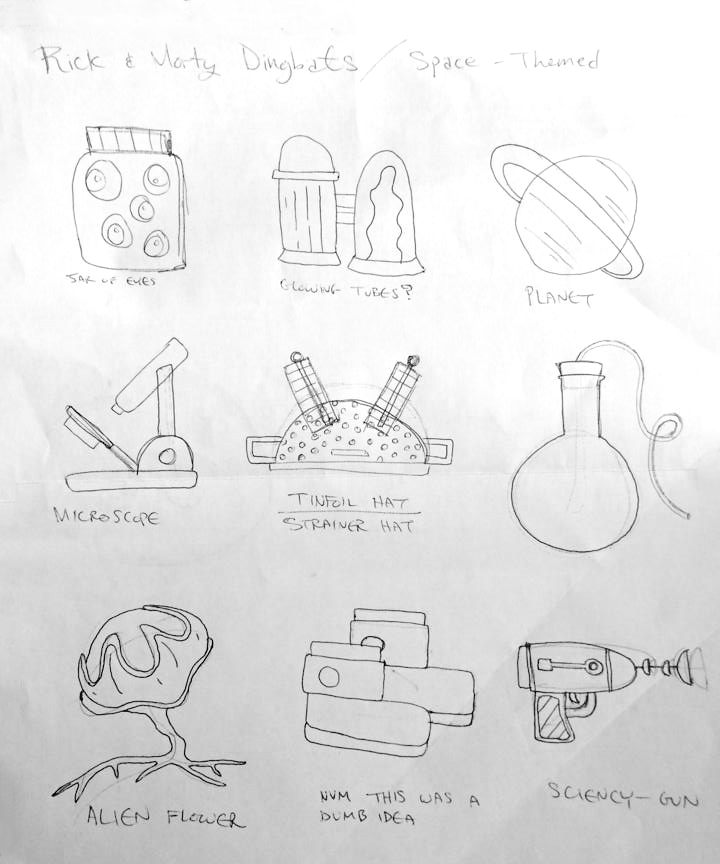 Rick & Morty Dingbats / Space-Themed
JAR OF EYES
GLOWING TUBES?
PLANET
MICROSCOPE
TINFOIL HAT
STRAINER HAT
ALIEN FLOWER
NVM THIS WAS A
DUMB IDEA
SCIENCY-GUN